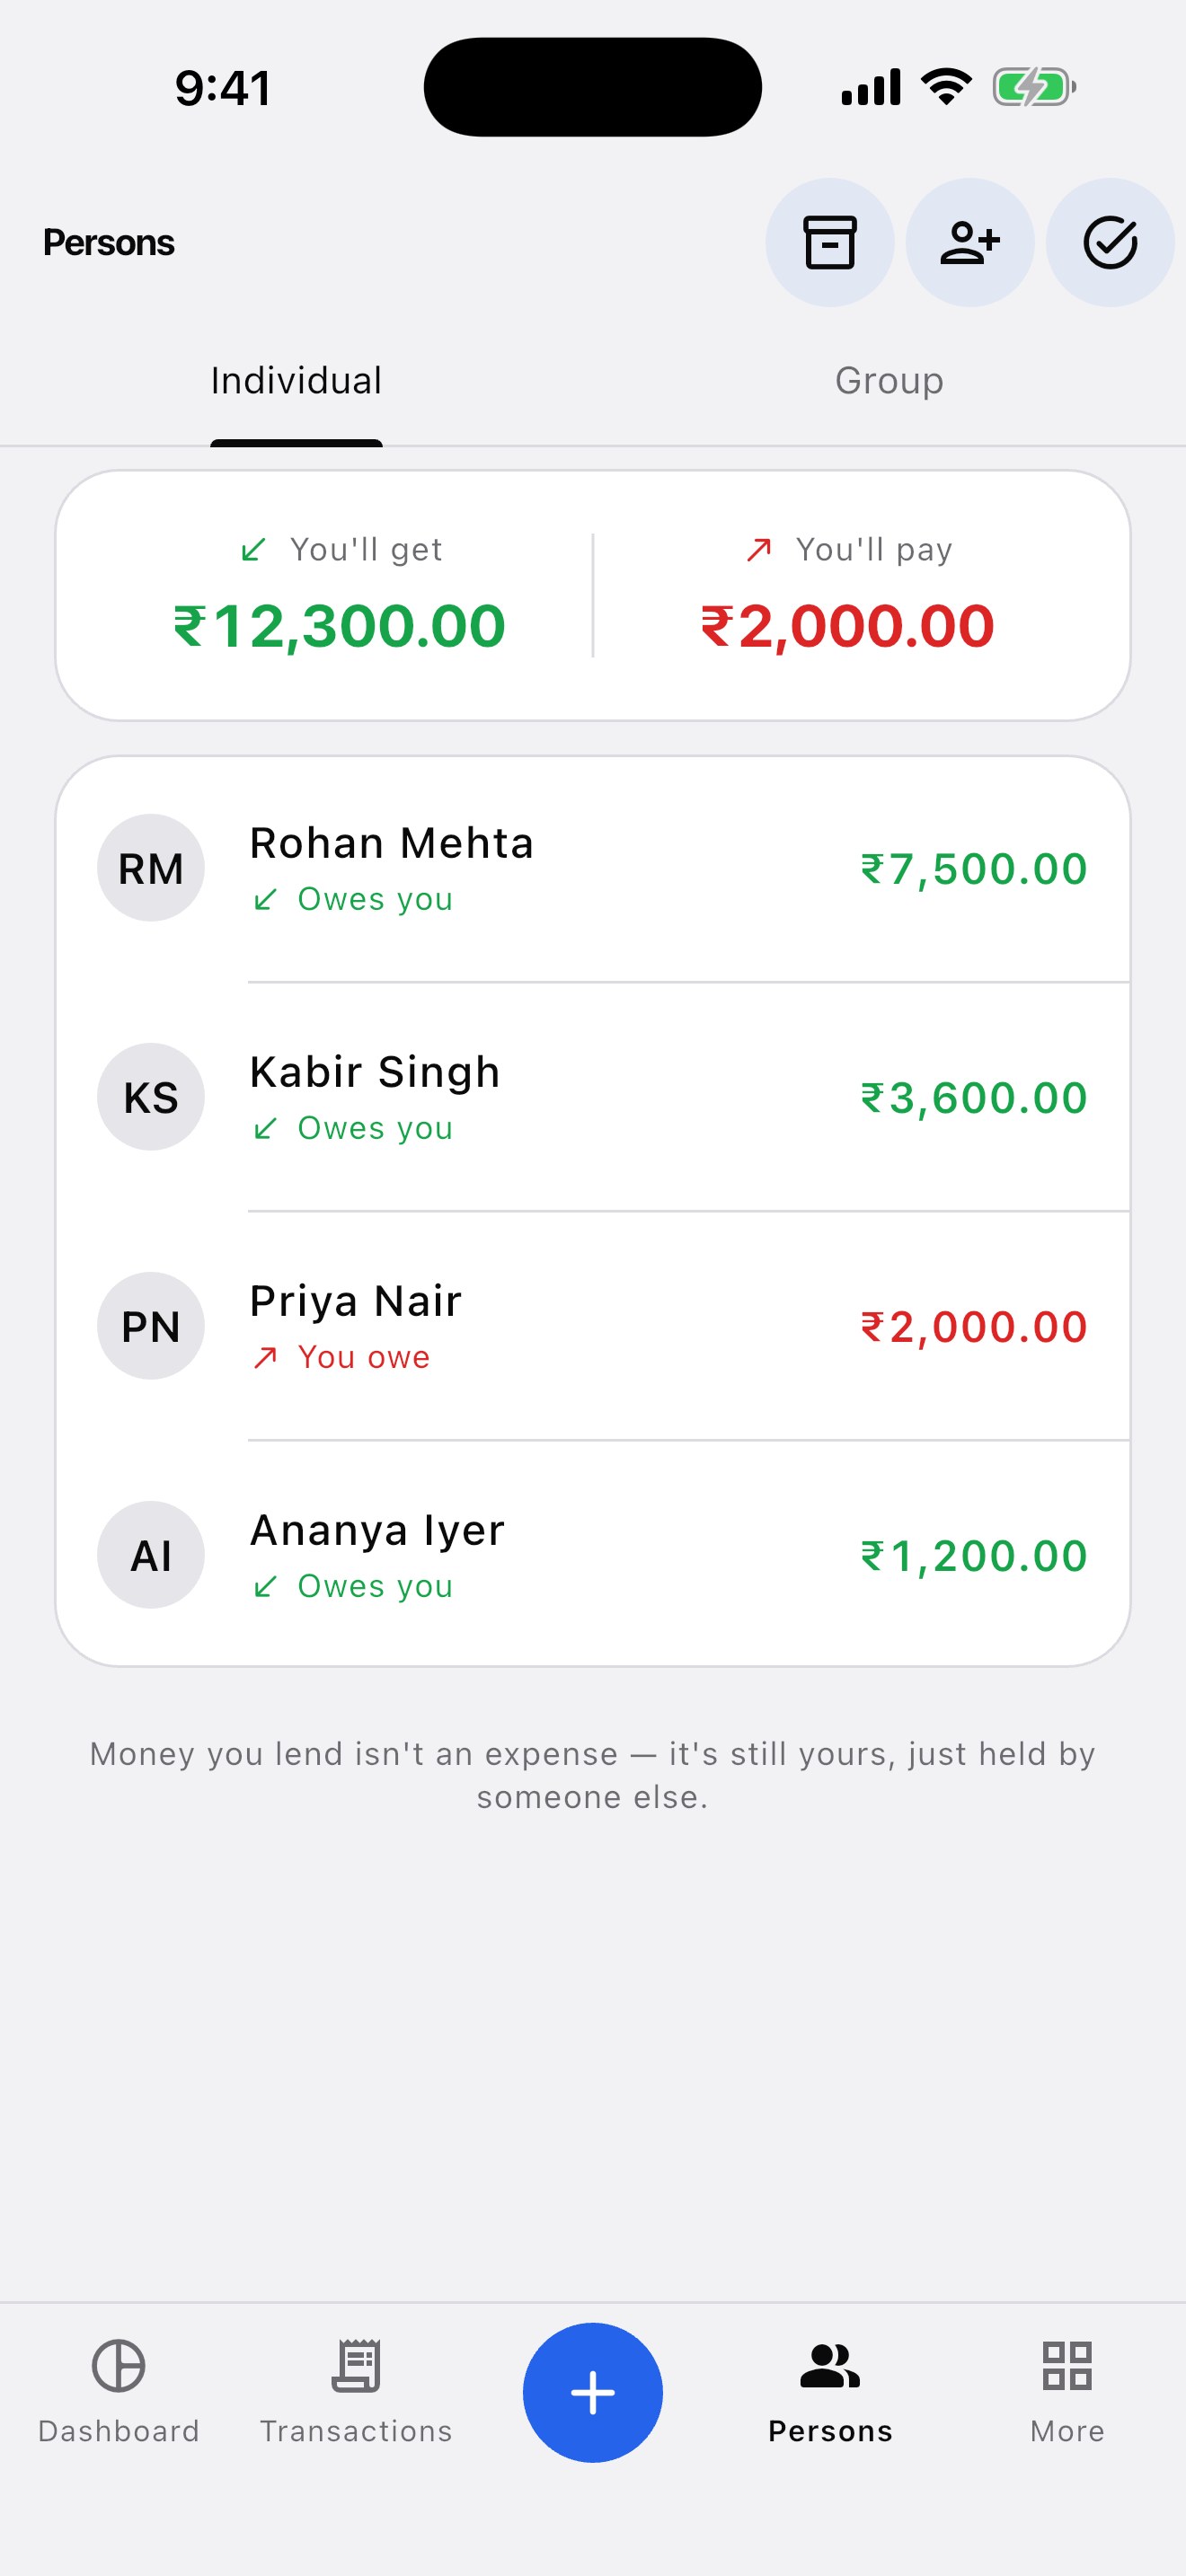 9:41
Persons
Individual
Group
You'll get
You'll pay
₹12,300.00
₹2,000.00
RM
Rohan Mehta
Owes you
₹7,500.00
KS
Kabir Singh
Owes you
₹3,600.00
PN
Priya Nair
You owe
₹2,000.00
AI
Ananya Iyer
Owes you
₹1,200.00
Money you lend isn't an expense — it's still yours, just held by
someone else.
Dashboard
Transactions
Persons
More